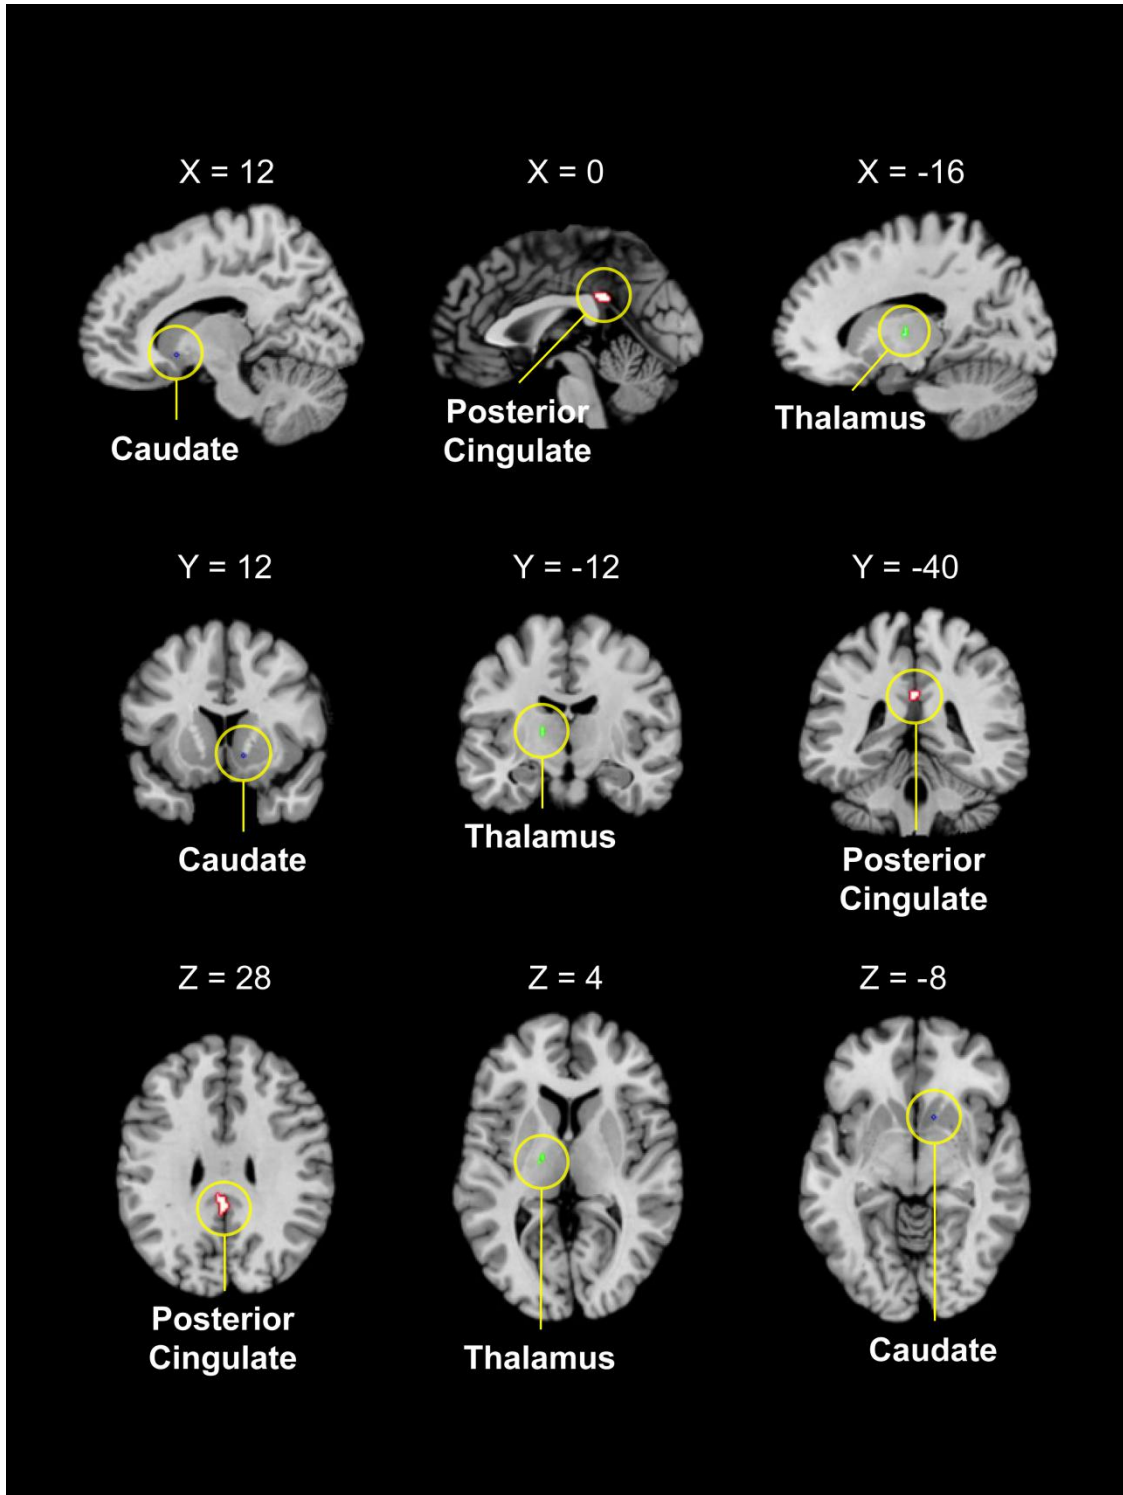 X = 12
X = 0
X = -16
Caudate
Posterior
Cingulate
Thalamus
Y = 12
Y = -12
Y = -40
Caudate
Thalamus
Posterior
Cingulate
Z = 28
Z = 4
Z = -8
Posterior
Cingulate
Thalamus
Caudate